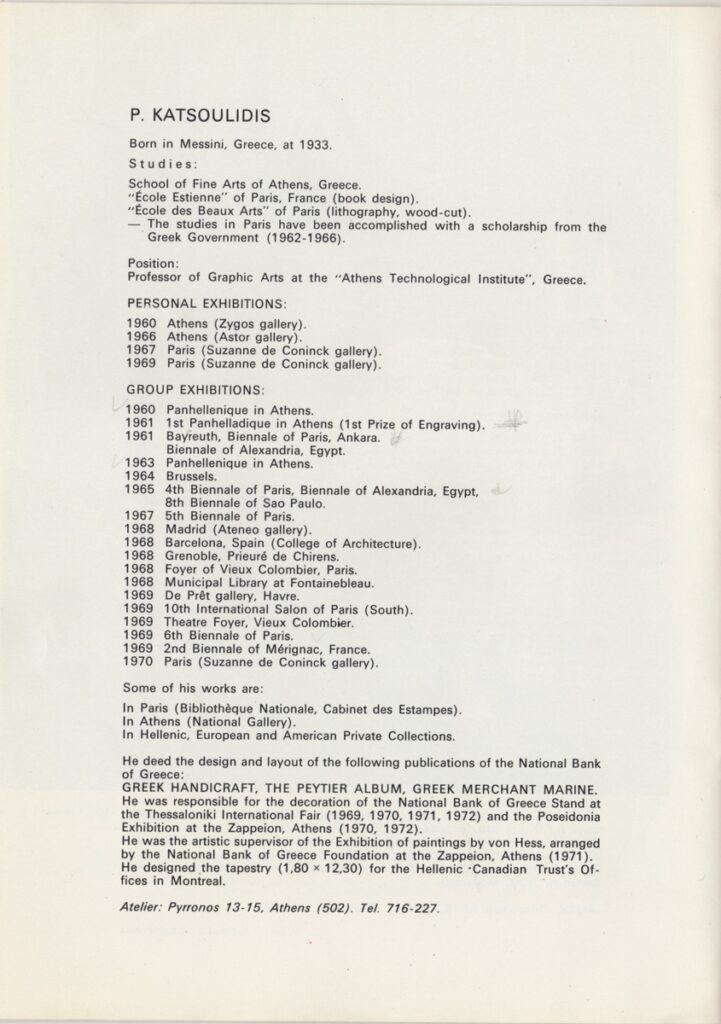 P. KATSOULIDIS
Born in Messini, Greece, at 1933.
Studies:
School of Fine Arts of Athens, Greece.
“École Estienne” of Paris, France (book design).
“École des Beaux Arts” of Paris (lithography, wood-cut).
— The studies in Paris have been accomplished with a scholarship from the
Greek Government (1962-1966).
Position:
Professor of Graphic Arts at the “Athens Technological Institute”, Greece.
PERSONAL EXHIBITIONS:
1960 Athens (Zygos gallery).
1966 Athens (Astor gallery).
1967 Paris (Suzanne de Coninck gallery).
1969 Paris (Suzanne de Coninck gallery).
GROUP EXHIBITIONS:
1960 Panhellenique in Athens.
1961 1st Panhelladique in Athens (1st Prize of Engraving).
1961 Bayreuth, Biennale of Paris, Ankara.
Biennale of Alexandria, Egypt.
1963 Panhellenique in Athens.
1964 Brussels.
1965 4th Biennale of Paris, Biennale of Alexandria, Egypt,
8th Biennale of Sao Paulo.
1967 5th Biennale of Paris.
1968 Madrid (Ateneo gallery).
1968 Barcelona, Spain (College of Architecture).
1968 Grenoble, Prieuré de Chirens.
1968 Foyer of Vieux Colombier, Paris.
1968 Municipal Library at Fontainebleau.
1969 De Prêt gallery, Havre.
1969 10th International Salon of Paris (South).
1969 Theatre Foyer, Vieux Colombier.
1969 6th Biennale of Paris.
1969 2nd Biennale of Mérignac, France.
1970 Paris (Suzanne de Coninck gallery).
Some of his works are:
In Paris (Bibliothèque Nationale, Cabinet des Estampes).
In Athens (National Gallery).
In Hellenic, European and American Private Collections.
He deed the design and layout of the following publications of the National Bank
of Greece:
GREEK HANDICRAFT, THE PEYTIER ALBUM, GREEK MERCHANT MARINE.
He was responsible for the decoration of the National Bank of Greece Stand at
the Thessaloniki International Fair (1969, 1970, 1971, 1972) and the Poseidonia
Exhibition at the Zappeion, Athens (1970, 1972).
He was the artistic supervisor of the Exhibition of paintings by von Hess, arranged
by the National Bank of Greece Foundation at the Zappeion, Athens (1971).
He designed the tapestry (1,80 × 12,30) for the Hellenic ·Canadian Trust's Of-
fices in Montreal.
Atelier: Pyrronos 13-15, Athens (502). Tel. 716-227.